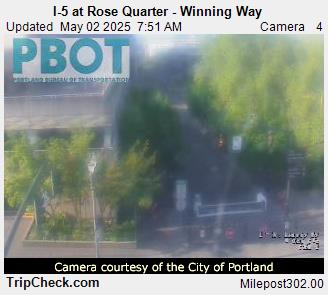 I-5 at Rose Quarter - Winning Way
Updated May 02 2025 7:51 AM Camera 4
PBOT
PORTLAND BUREAU OF TRANSPORTATION
Camera courtesy of the City of Portland
TripCheck.com Milepost302.00